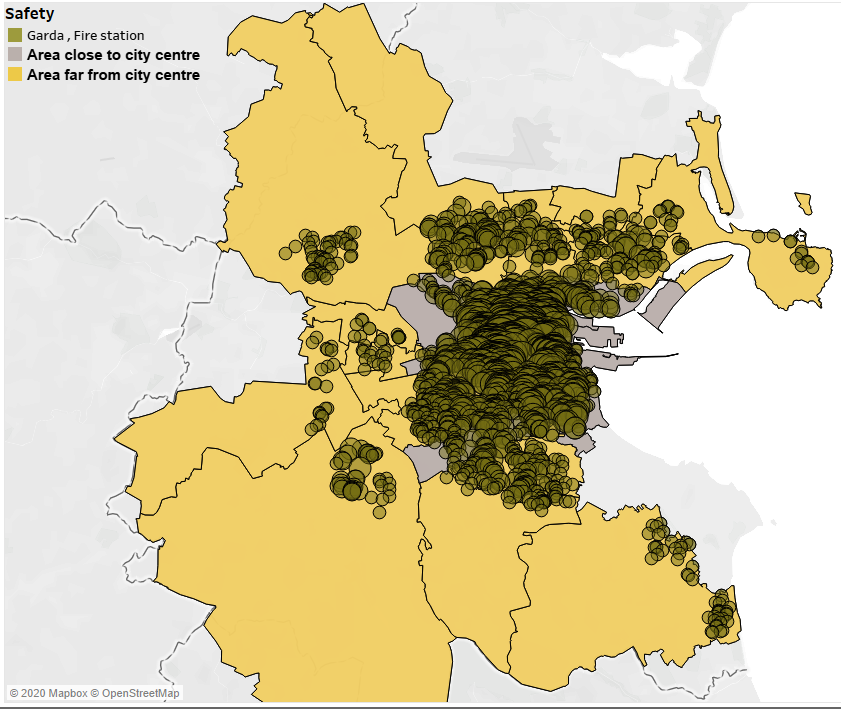 Safety
Garda , Fire station
Area close to city centre
Area far from city centre
© 2020 Mapbox © OpenStreetMap